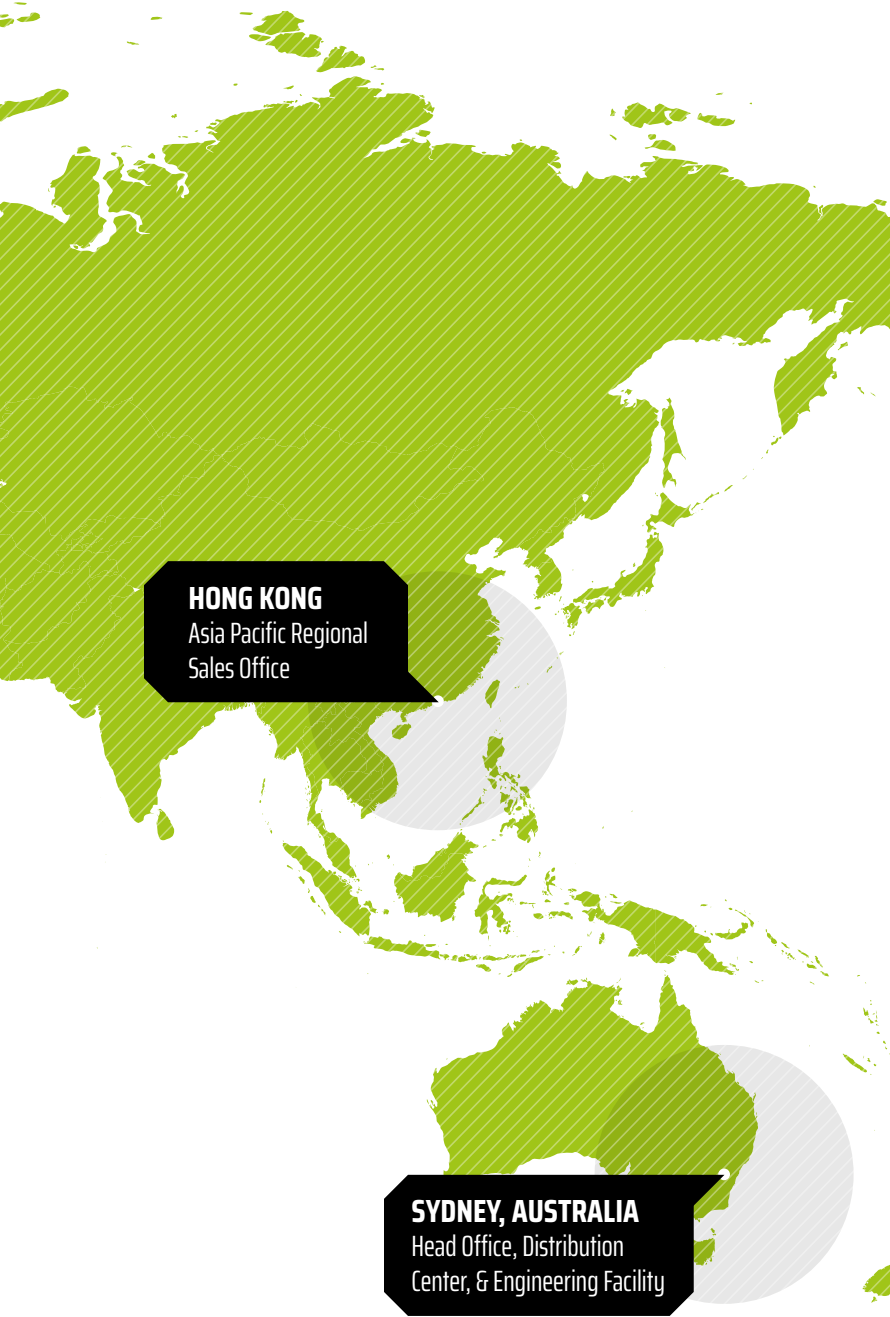 HONG KONG
Asia Pacific Regional
Sales Office
SYDNEY, AUSTRALIA
Head Office, Distribution
Center, & Engineering Facility